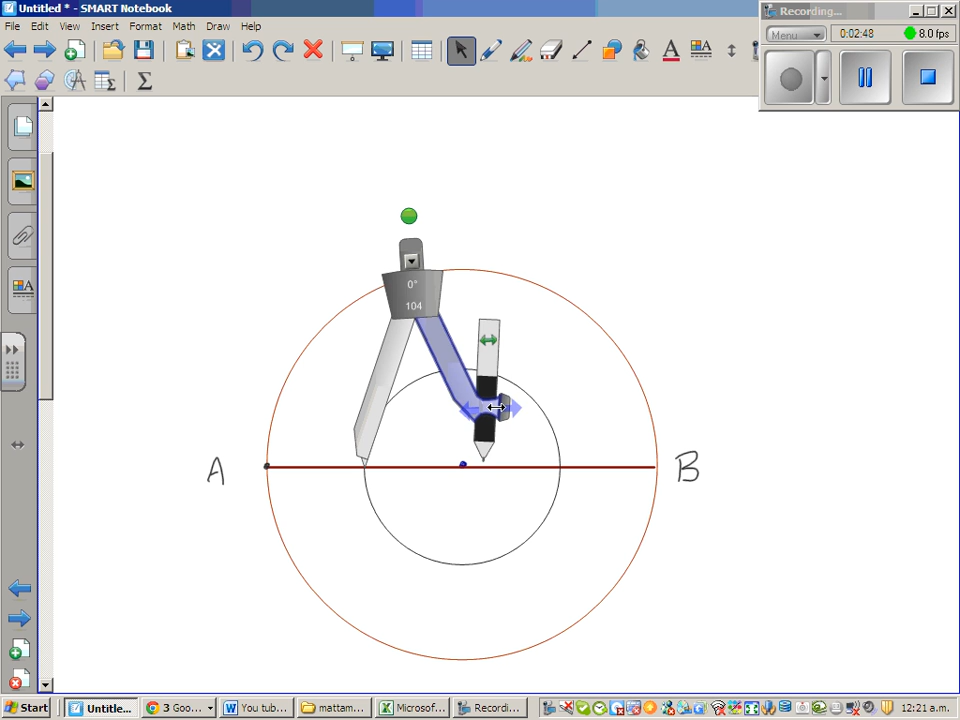 Untitled * - SMART Notebook
Recording...
File Edit View Insert Format Math Draw Help
Menu
0:02:48
8.0 fps
A
Σ
Σ
A
0°
104
A
B
Start
Untitle...
3 Goo...
You tub...
mattam...
Microsof...
Recordi...
12:21 a.m.